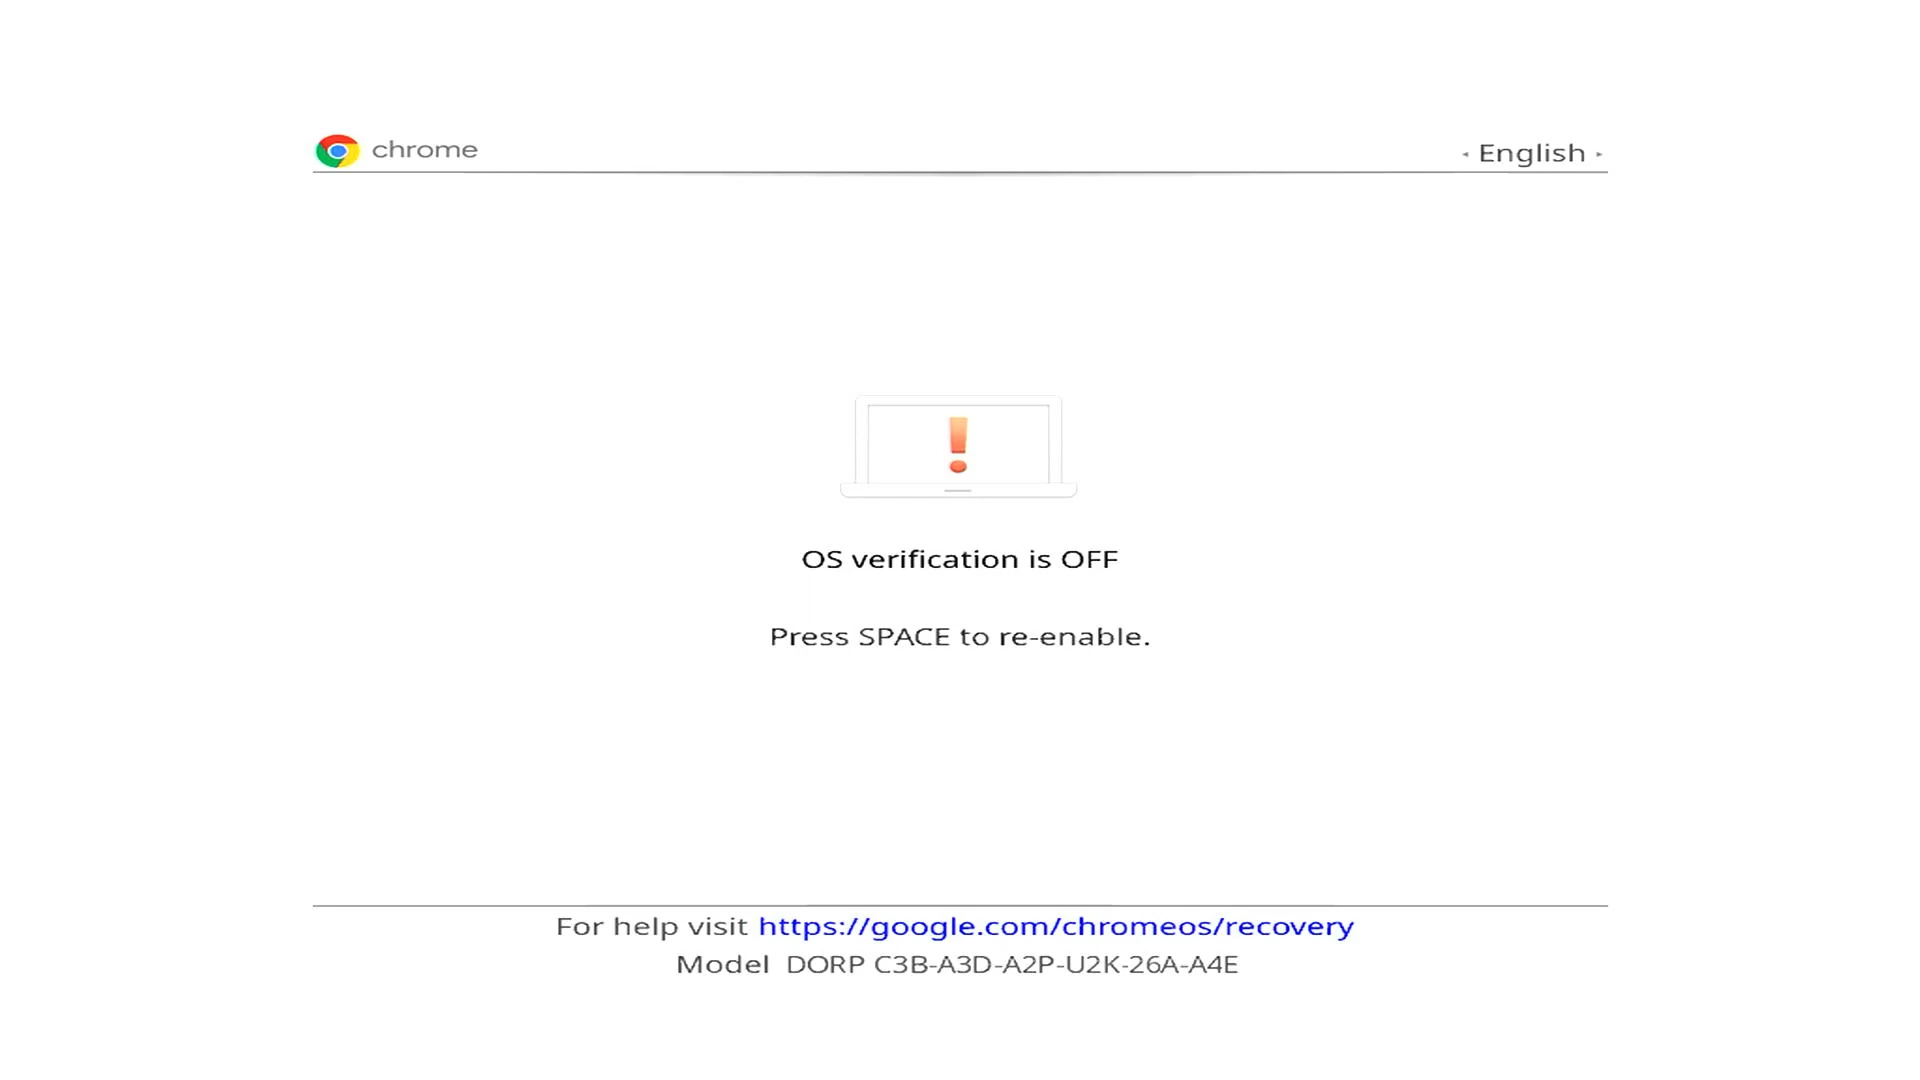 chrome
English
OS verification is OFF
Press SPACE to re-enable.
For help visit https://google.com/chromeos/recovery
Model DORP C3B-A3D-A2P-U2K-26A-A4E